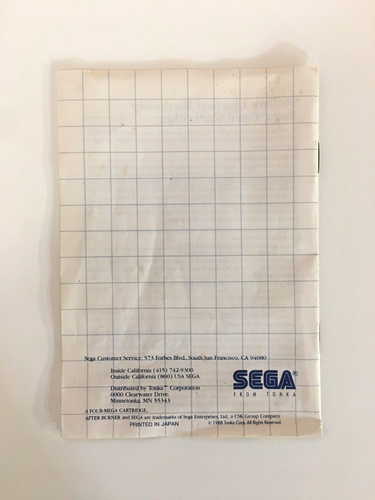 Sega Customer Service, 573 Forbes Blvd., South San Francisco, CA 94080
Inside California (415) 742-9300
Outside California (800) USA SEGA
Distributed by Tonka™ Corporation
6000 Clearwater Drive
Minnetonka, MN 55343
SEGA®
FROM TONKA
A FOUR-MEGA CARTRIDGE.
AFTER BURNER and SEGA are trademarks of Sega Enterprises, Ltd., a CSK Group Company
PRINTED IN JAPAN
© 1988 Tonka Corp. All Rights Reserved.